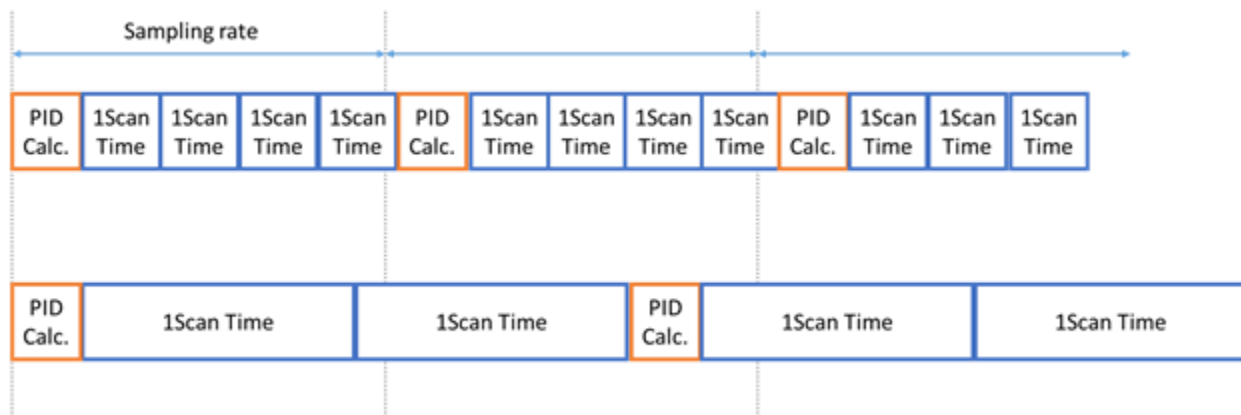 Sampling rate
PID 1Scan 1Scan 1Scan 1Scan PID 1Scan 1Scan 1Scan 1Scan PID 1Scan 1Scan 1Scan
Calc. Time Time Time Time Calc. Time Time Time Time Calc. Time Time Time
PID
Calc.
1Scan Time
1Scan Time
PID
Calc.
1Scan Time
1Scan Time